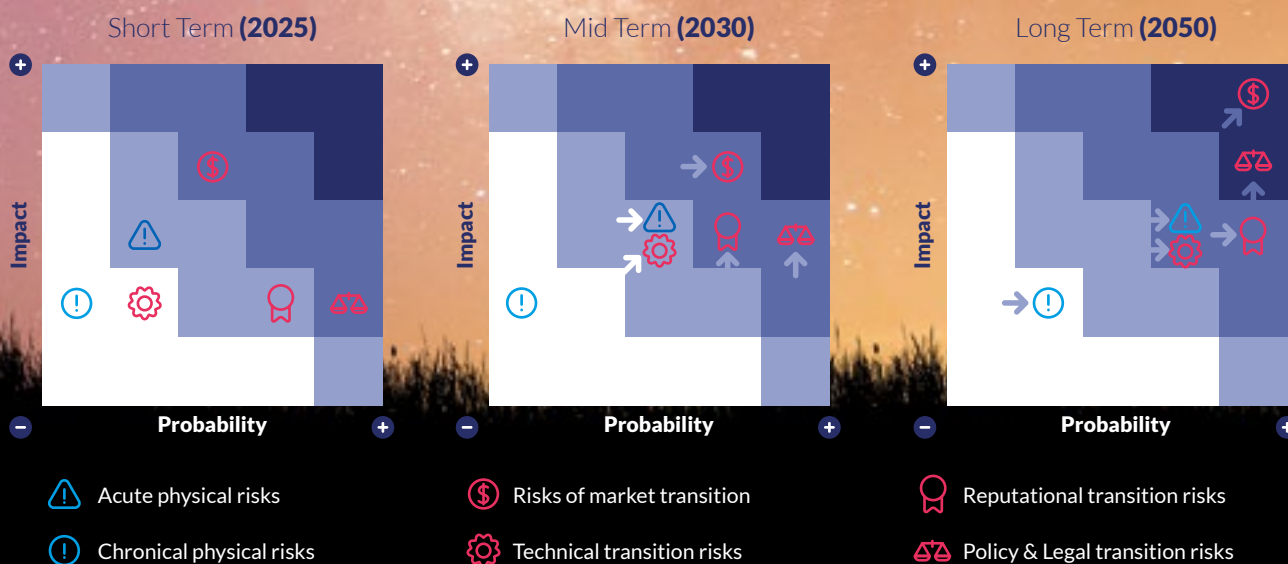 Short Term (2025)
Mid Term (2030)
Long Term (2050)
Impact
Impact
Impact
Probability
Probability
Probability
Acute physical risks
Risks of market transition
Reputational transition risks
Chronical physical risks
Technical transition risks
Policy & Legal transition risks